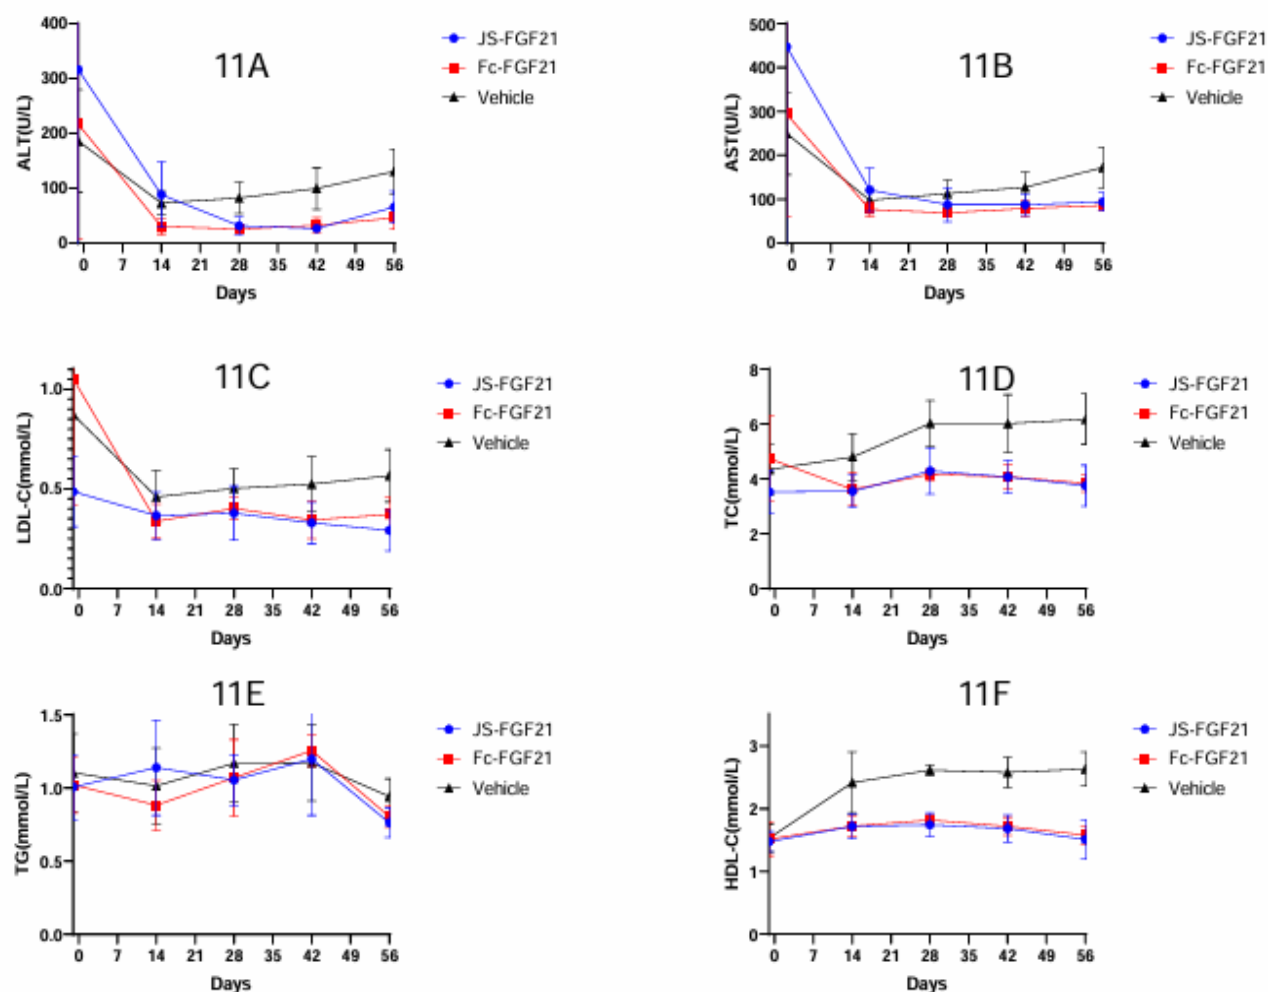 11A
ALT(U/L)
400
300
200
100
0
0 7 14 21 28 35 42 49 56
Days
JS-FGF21
Fc-FGF21
Vehicle
11B
AST(U/L)
500
400
300
200
100
0
0 7 14 21 28 35 42 49 56
Days
JS-FGF21
Fc-FGF21
Vehicle
11C
LDL-C(mmol/L)
1.0
0.5
0.0
0 7 14 21 28 35 42 49 56
Days
JS-FGF21
Fc-FGF21
Vehicle
11D
TC(mmol/L)
8
6
4
2
0
0 7 14 21 28 35 42 49 56
Days
JS-FGF21
Fc-FGF21
Vehicle
11E
TG(mmol/L)
1.5
1.0
0.5
0.0
0 7 14 21 28 35 42 49 56
Days
JS-FGF21
Fc-FGF21
Vehicle
11F
HDL-C(mmol/L)
3
2
1
0
0 7 14 21 28 35 42 49 56
Days
JS-FGF21
Fc-FGF21
Vehicle